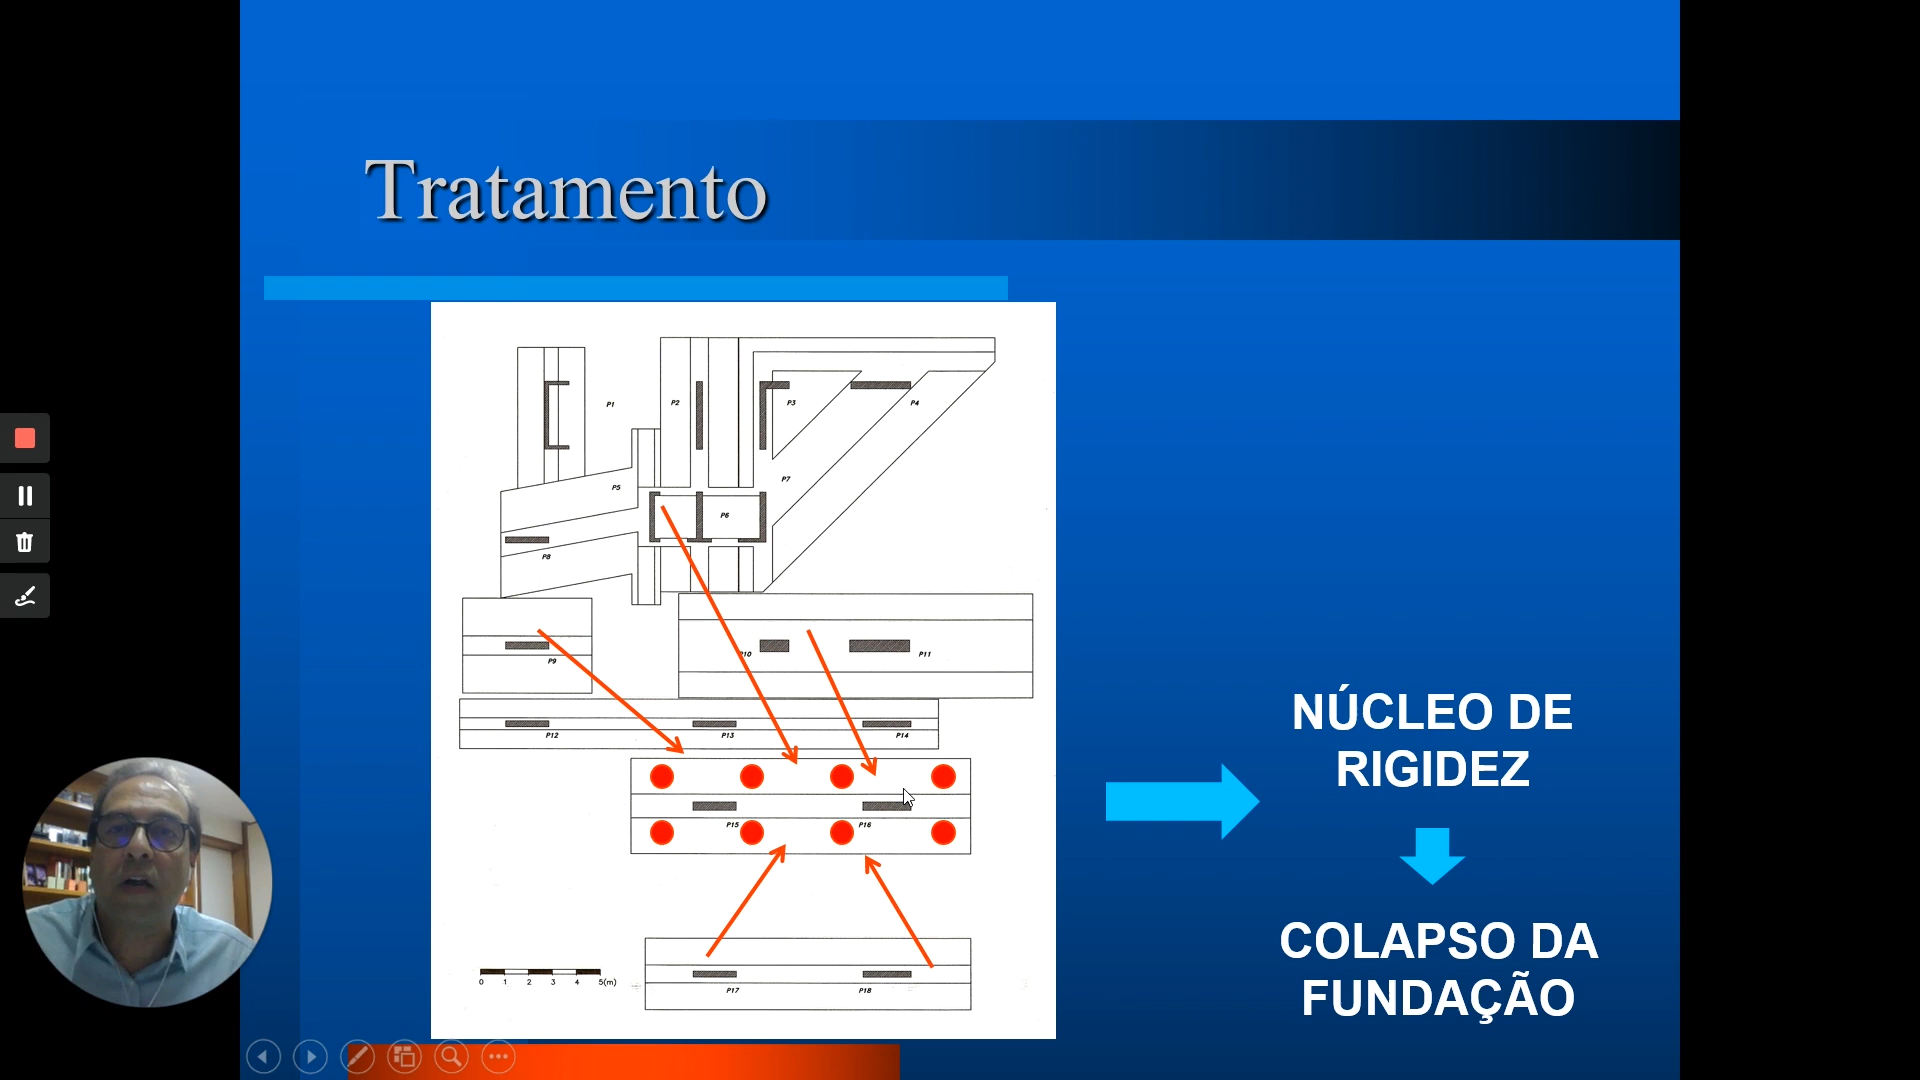 Tratamento
P1
P2
P3
P4
P7
P5
P6
P8
P9
P10
P11
P12
P13
P14
P15
P16
P17
P18
0 1 2 3 4 5(m)
NÚCLEO DE
RIGIDEZ
COLAPSO DA
FUNDAÇÃO